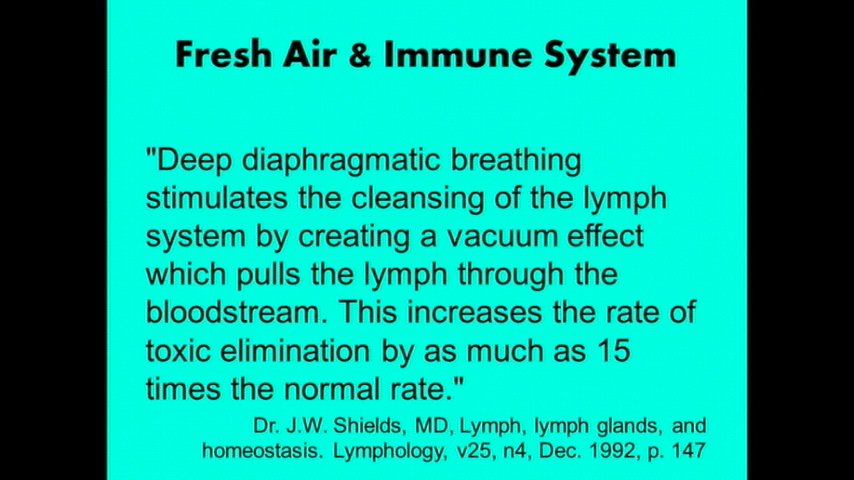 Fresh Air & Immune System
"Deep diaphragmatic breathing
stimulates the cleansing of the lymph
system by creating a vacuum effect
which pulls the lymph through the
bloodstream. This increases the rate of
toxic elimination by as much as 15
times the normal rate."
Dr. J.W. Shields, MD, Lymph, lymph glands, and
homeostasis. Lymphology, v25, n4, Dec. 1992, p. 147